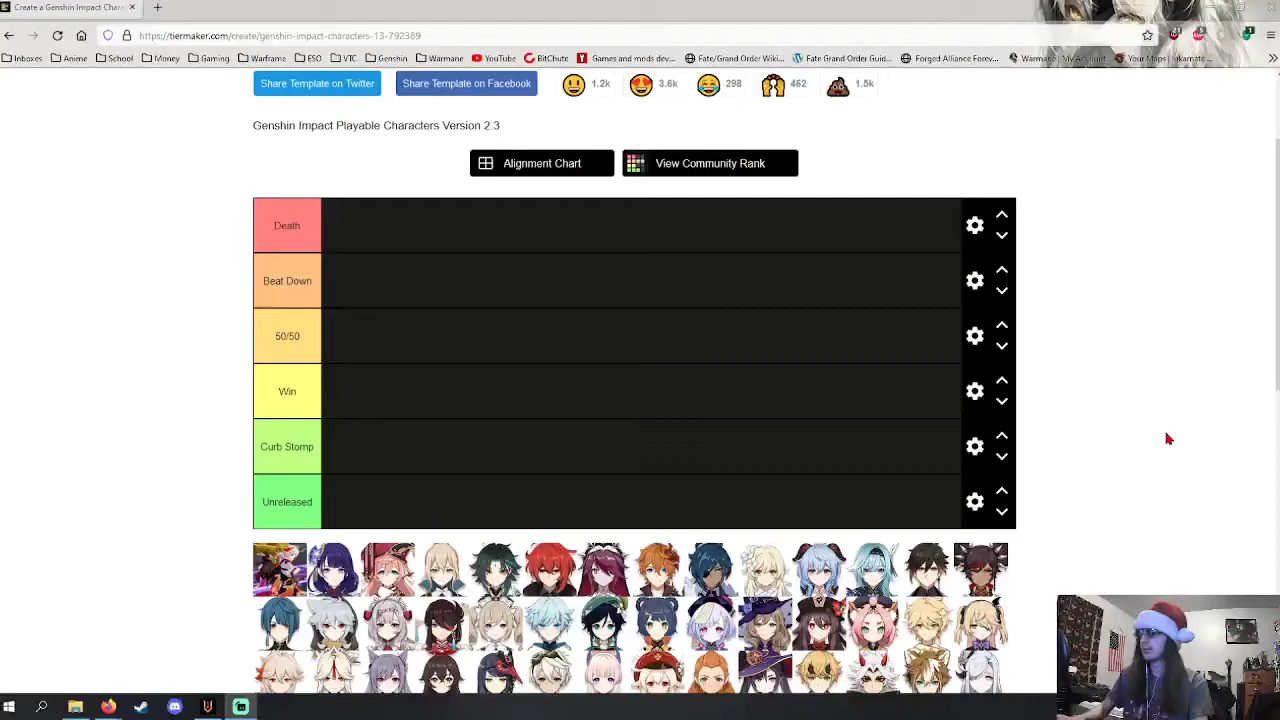 Create a Genshin Impact Chara
https://tiermaker.com/create/genshin-impact-characters-13-792389
Inboxes Anime School Money Gaming Warframe ESO VTE Genshin Warmane YouTube BitChute Games and mods dev... Fate/Grand Order Wiki... Fate Grand Order Guid... Forged Alliance Forev... Warmane | My Account Your Maps | Inkarnate...
Share Template on Twitter Share Template on Facebook 1.2k 3.6k 298 462 1.5k
Genshin Impact Playable Characters Version 2.3
Alignment Chart View Community Rank
Death
Beat Down
50/50
Win
Curb Stomp
Unreleased